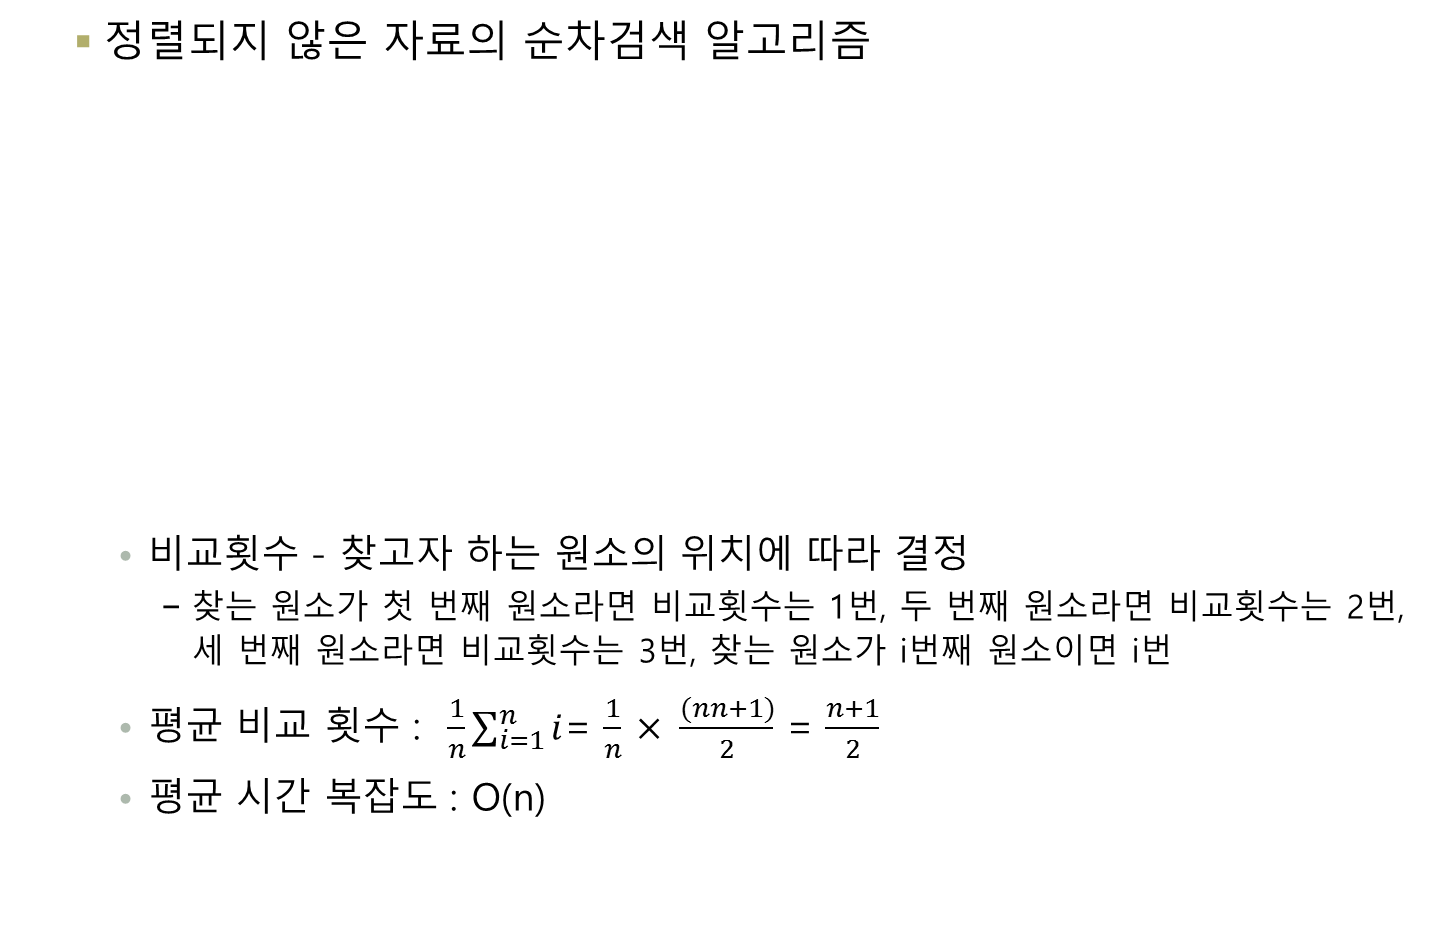 ▪ 정렬되지 않은 자료의 순차검색 알고리즘
• 비교횟수 - 찾고자 하는 원소의 위치에 따라 결정
– 찾는 원소가 첫 번째 원소라면 비교횟수는 1번, 두 번째 원소라면 비교횟수는 2번,
세 번째 원소라면 비교횟수는 3번, 찾는 원소가 i번째 원소이면 i번
• 평균 비교 횟수 : $\frac{1}{n}\sum_{i=1}^{n} i = \frac{1}{n} \times \frac{(nn+1)}{2} = \frac{n+1}{2}$
• 평균 시간 복잡도 : O(n)